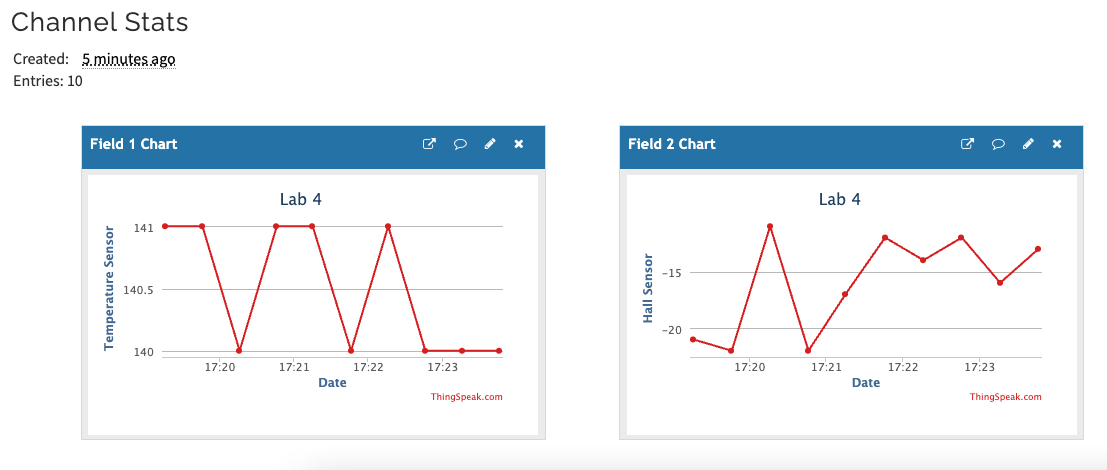 Channel Stats
Created: 5 minutes ago
Entries: 10
Field 1 Chart
Lab 4
Temperature Sensor
141
140.5
140
17:20 17:21 17:22 17:23
Date
ThingSpeak.com
Field 2 Chart
Lab 4
Hall Sensor
-15
-20
17:20 17:21 17:22 17:23
Date
ThingSpeak.com